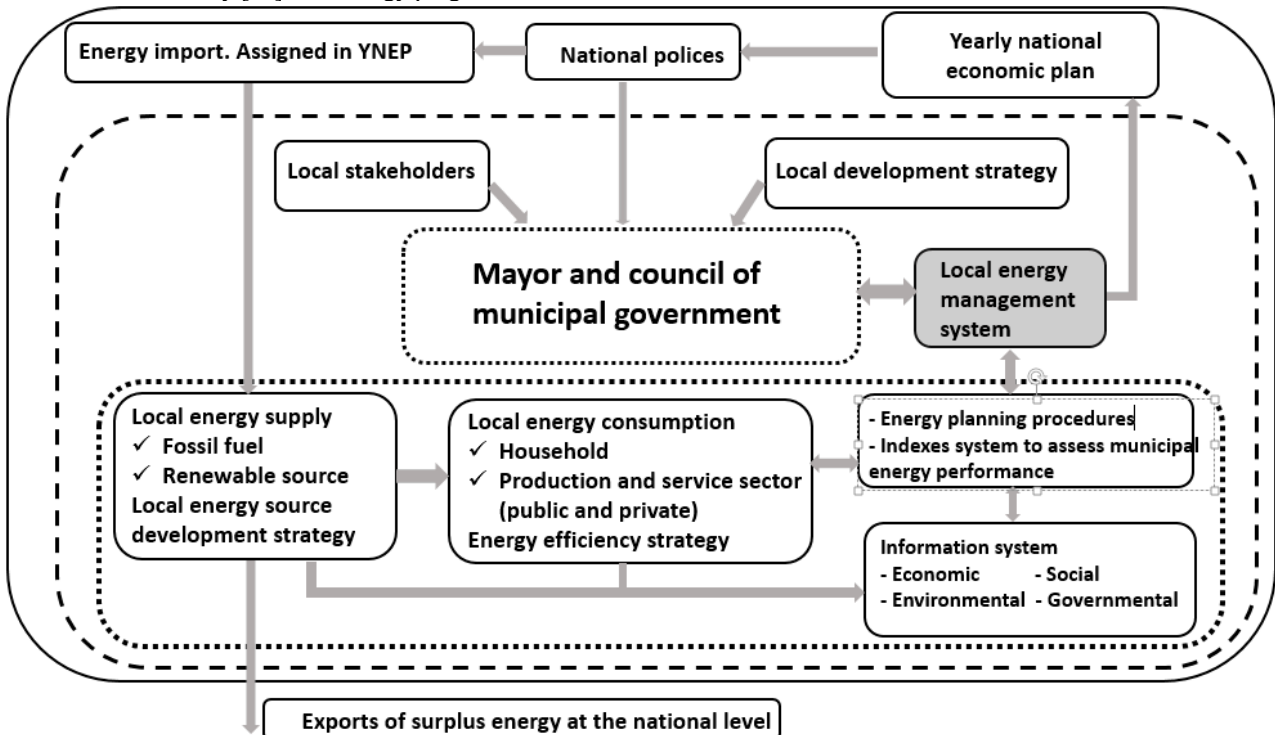 Energy import. Assigned in YNEP
National polices
Yearly national
economic plan
Local stakeholders
Local development strategy
Mayor and council of
municipal government
Local energy
management
system
Local energy supply
✓ Fossil fuel
✓ Renewable source
Local energy source
development strategy
Local energy consumption
✓ Household
✓ Production and service sector
(public and private)
Energy efficiency strategy
- Energy planning procedures
- Indexes system to assess municipal
energy performance
Information system
- Economic - Social
- Environmental - Governmental
Exports of surplus energy at the national level